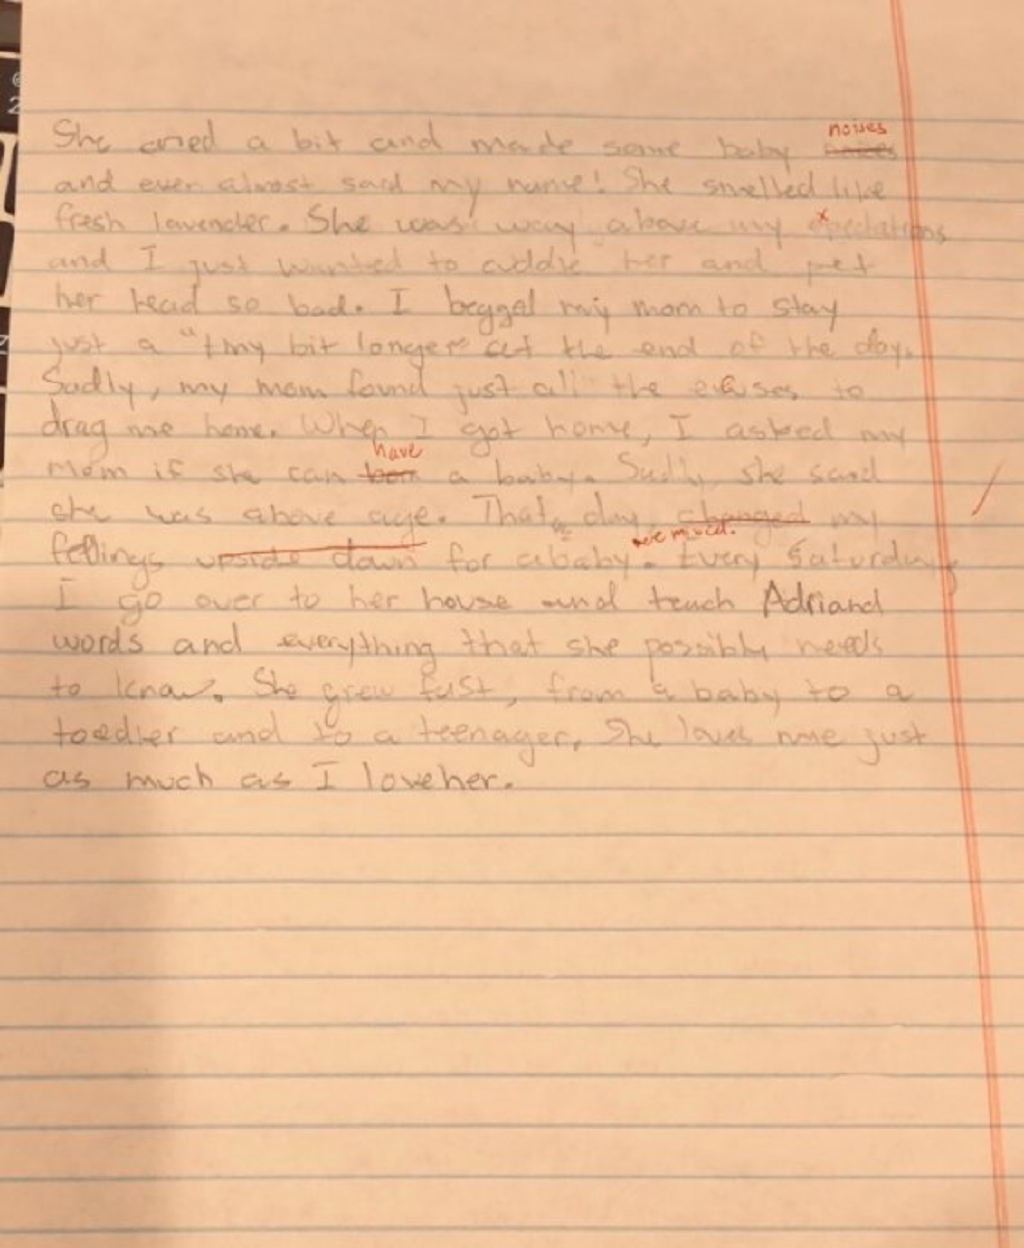 She cried a bit and made some baby noises
and even almost said my name! She smelled like
fresh lavender. She was way above my expectations
and I just wanted to cuddle her and pet
her head so bad. I begged my mom to stay
just a "tiny bit longer" at the end of the day.
Sadly, my mom found just all the excuses to
drag me home. When I got home, I asked my
mom if she can have a baby. Sadly, she said
she was above age. That day changed my
feelings upside down for a baby. Every Saturday,
I go over to her house and teach Adriand
words and everything that she possibly needs
to know. She grew fast, from a baby to a
toedler and to a teenager. She loves me just
as much as I love her.